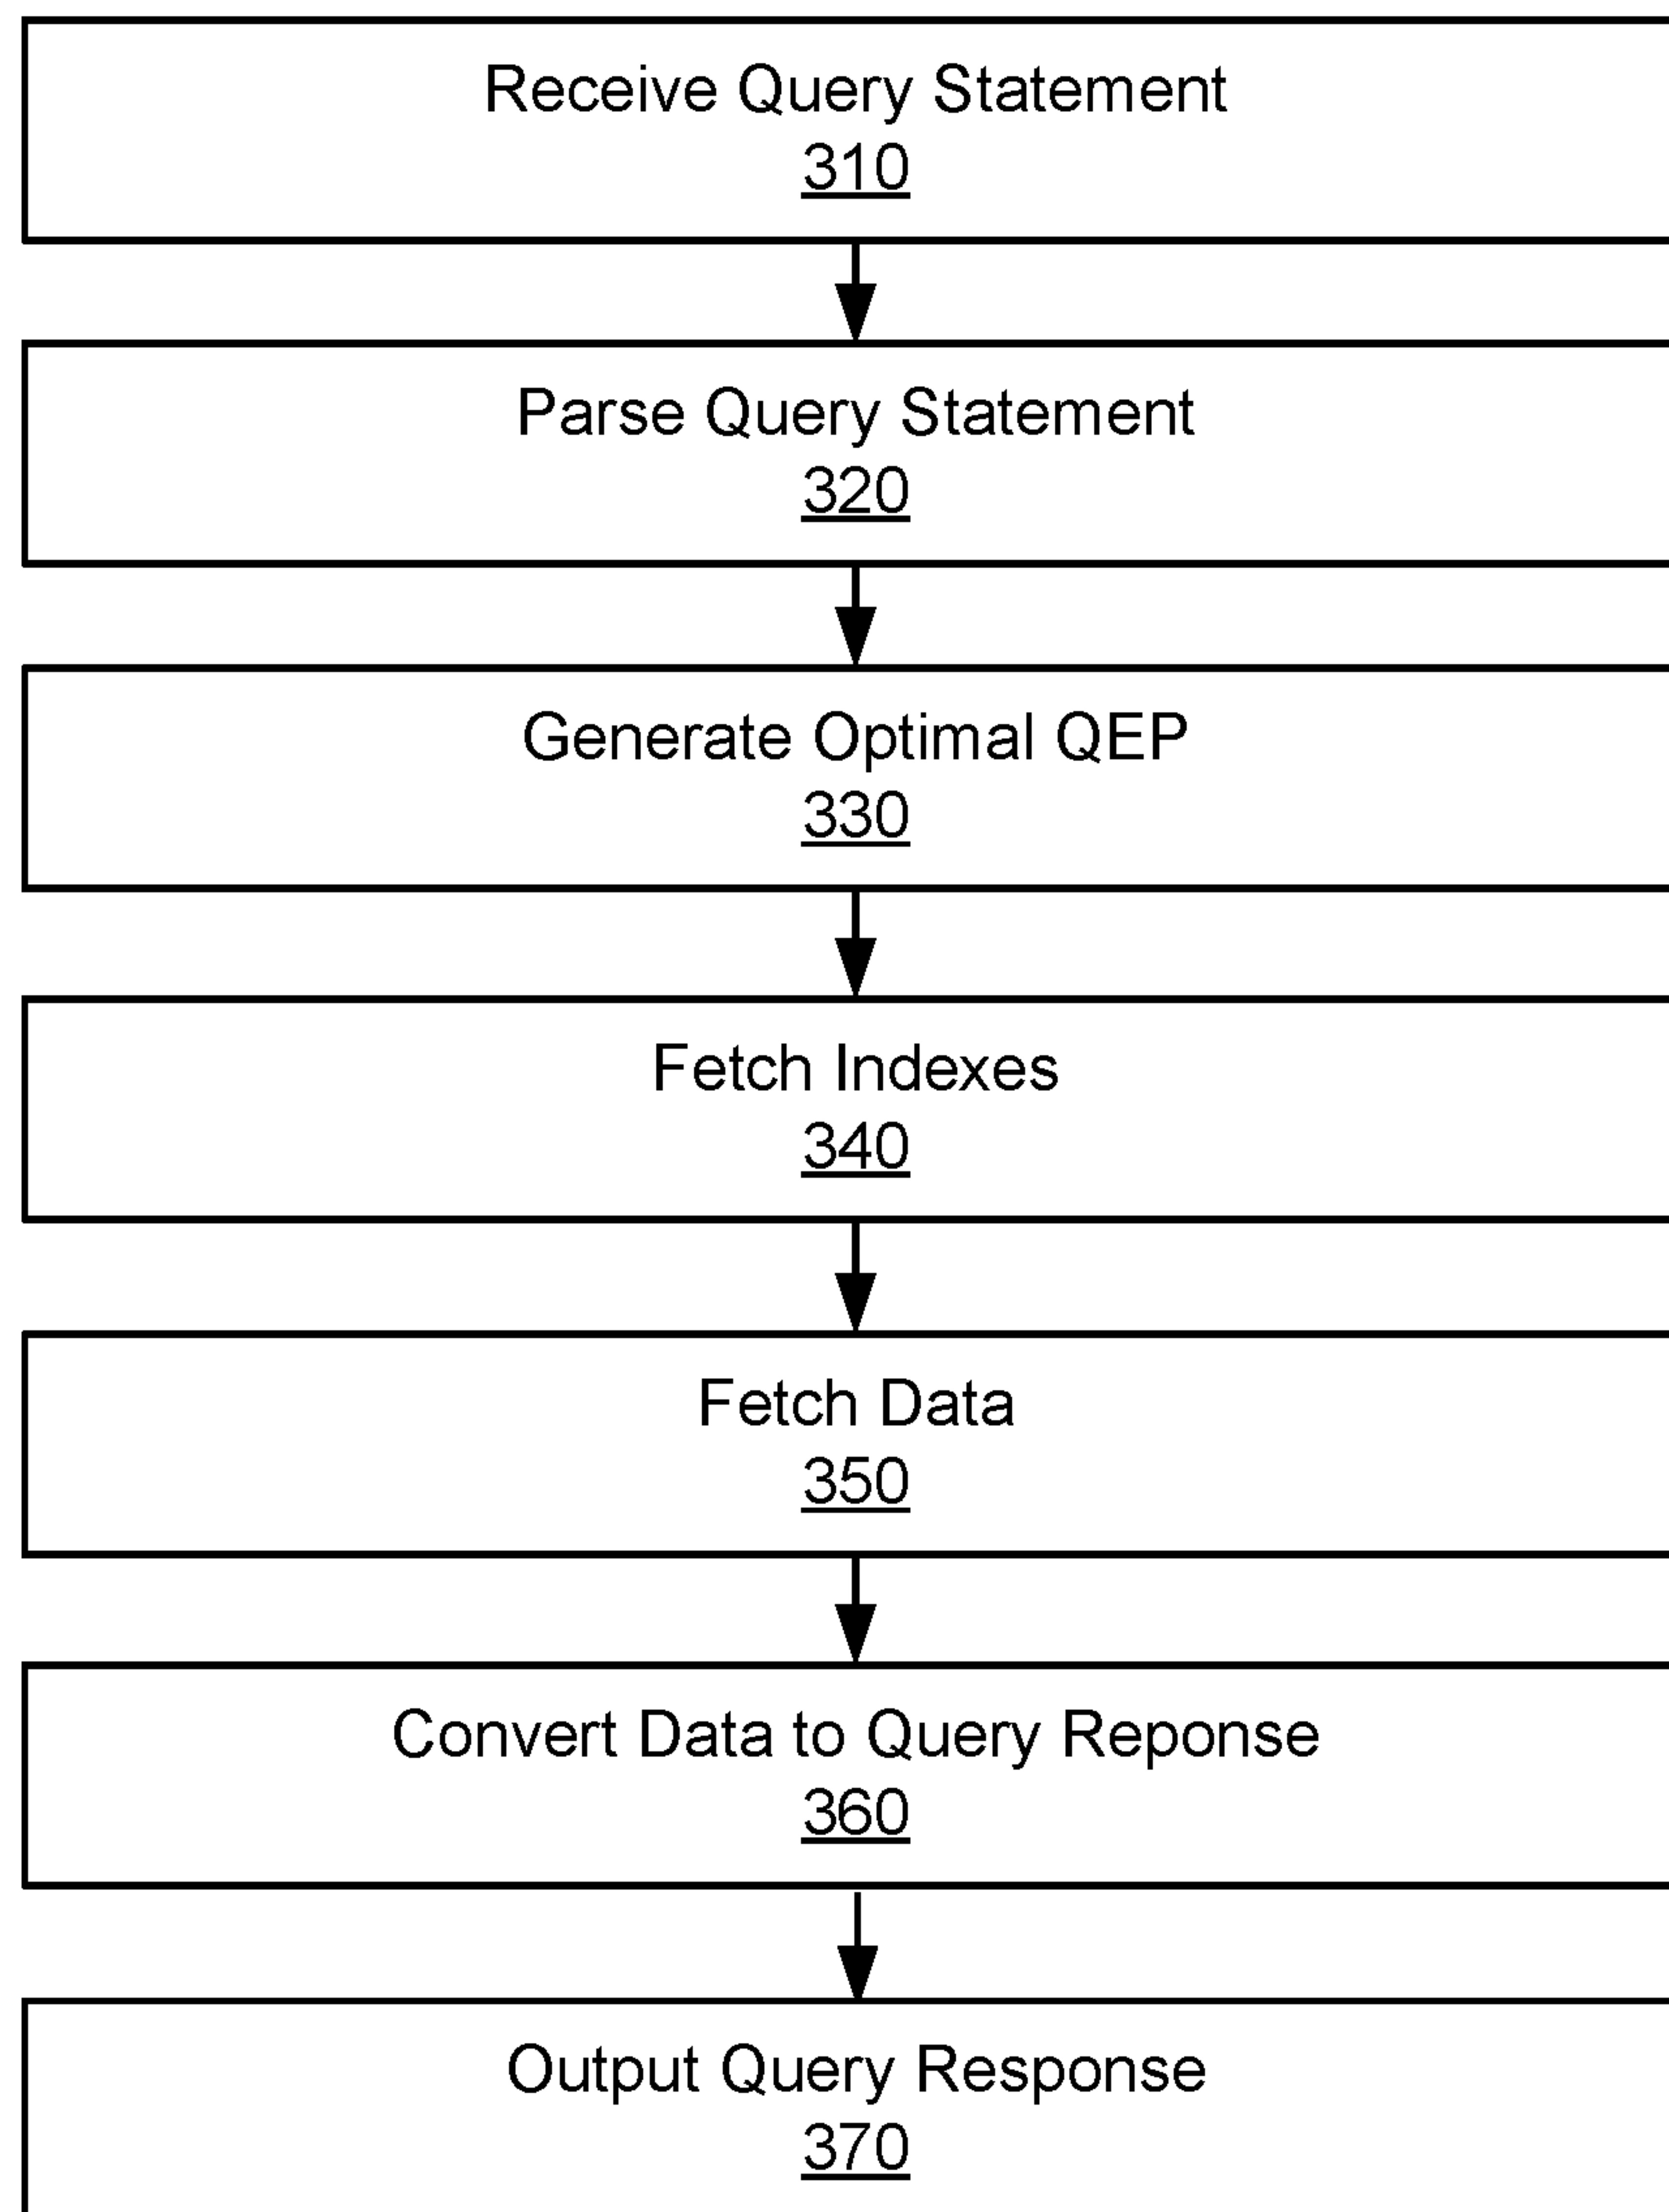 Receive Query Statement
310
Parse Query Statement
320
Generate Optimal QEP
330
Fetch Indexes
340
Fetch Data
350
Convert Data to Query Reponse
360
Output Query Response
370